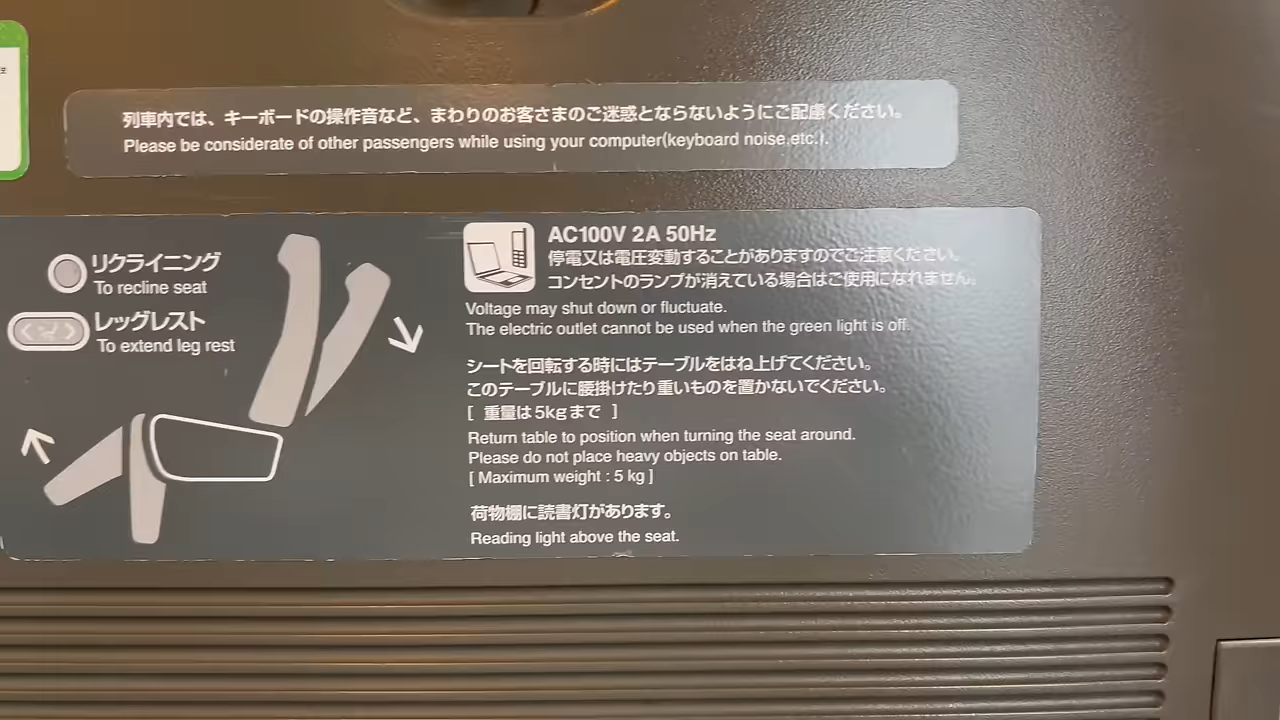 列車内では、キーボードの操作音など、まわりのお客さまのご迷惑とならないようにご配慮ください。
Please be considerate of other passengers while using your computer(keyboard noise,etc.).
リクライニング
To recline seat
レッグレスト
To extend leg rest
AC100V 2A 50Hz
停電又は電圧変動することがありますのでご注意ください。
コンセントのランプが消えている場合はご使用になれません。
Voltage may shut down or fluctuate.
The electric outlet cannot be used when the green light is off.
シートを回転する時にはテーブルをはね上げてください。
このテーブルに腰掛けたり重いものを置かないでください。
[ 重量は5kgまで ]
Return table to position when turning the seat around.
Please do not place heavy objects on table.
[ Maximum weight : 5 kg ]
荷物棚に読書灯があります。
Reading light above the seat.